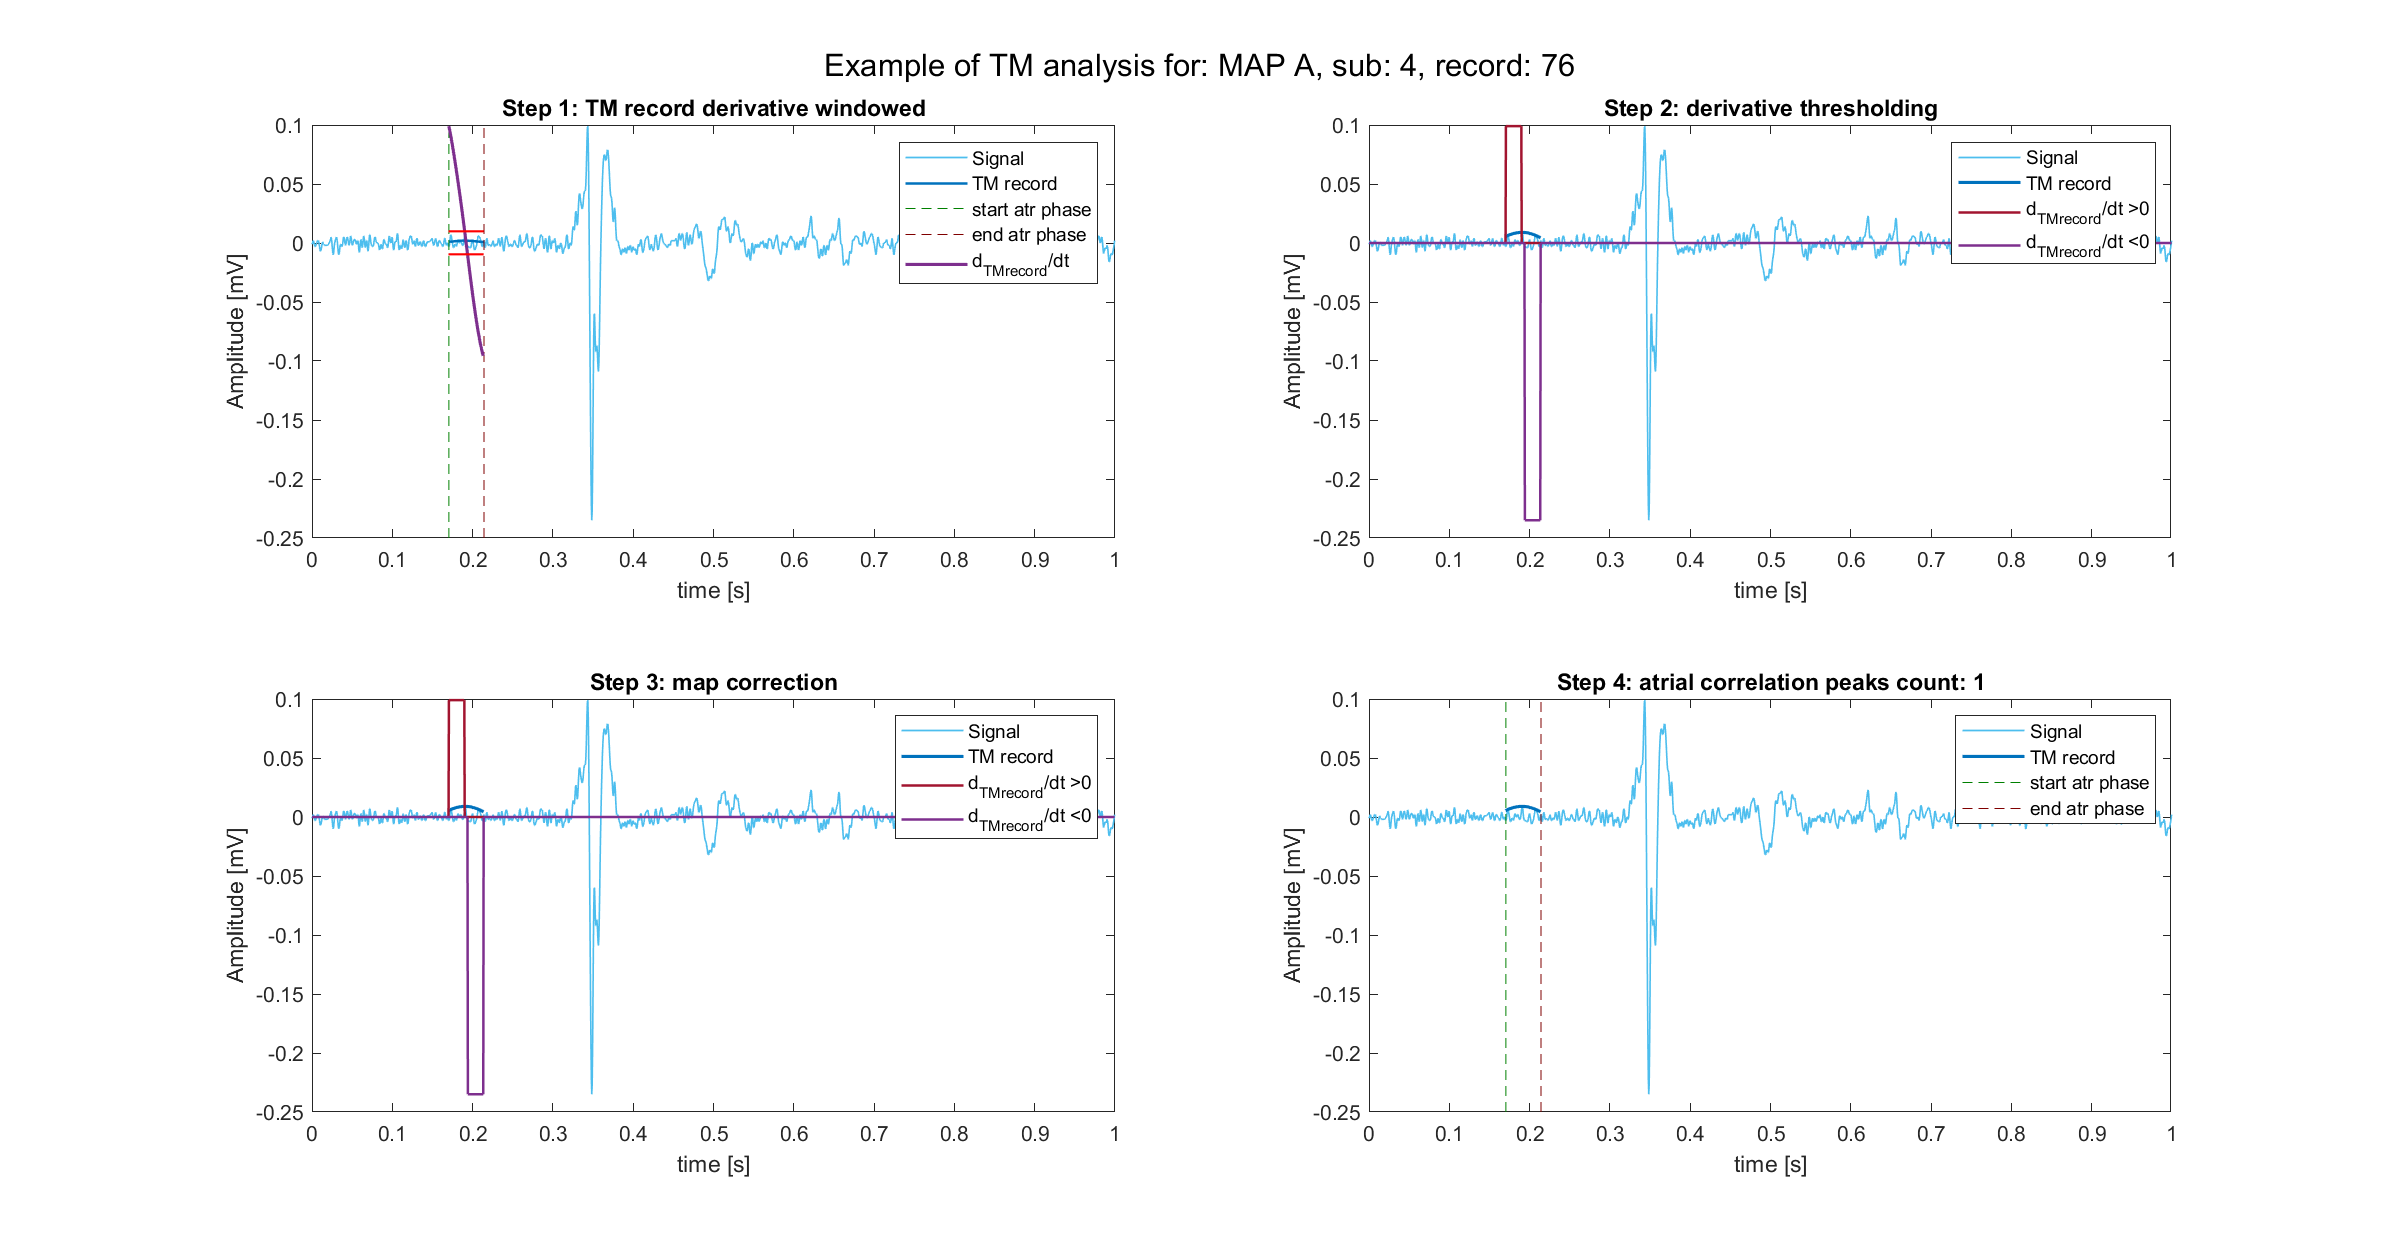 Example of TM analysis for: MAP A, sub: 4, record: 76
Step 1: TM record derivative windowed
0.1
0.05
0
-0.05
-0.1
-0.15
-0.2
-0.25
Amplitude [mV]
0 0.1 0.2 0.3 0.4 0.5 0.6 0.7 0.8 0.9 1
time [s]
Signal
TM record
start atr phase
end atr phase
dTMrecord/dt
Step 2: derivative thresholding
0.1
0.05
0
-0.05
-0.1
-0.15
-0.2
-0.25
Amplitude [mV]
0 0.1 0.2 0.3 0.4 0.5 0.6 0.7 0.8 0.9 1
time [s]
Signal
TM record
dTMrecord/dt >0
dTMrecord/dt <0
Step 3: map correction
0.1
0.05
0
-0.05
-0.1
-0.15
-0.2
-0.25
Amplitude [mV]
0 0.1 0.2 0.3 0.4 0.5 0.6 0.7 0.8 0.9 1
time [s]
Signal
TM record
dTMrecord/dt >0
dTMrecord/dt <0
Step 4: atrial correlation peaks count: 1
0.1
0.05
0
-0.05
-0.1
-0.15
-0.2
-0.25
Amplitude [mV]
0 0.1 0.2 0.3 0.4 0.5 0.6 0.7 0.8 0.9 1
time [s]
Signal
TM record
start atr phase
end atr phase